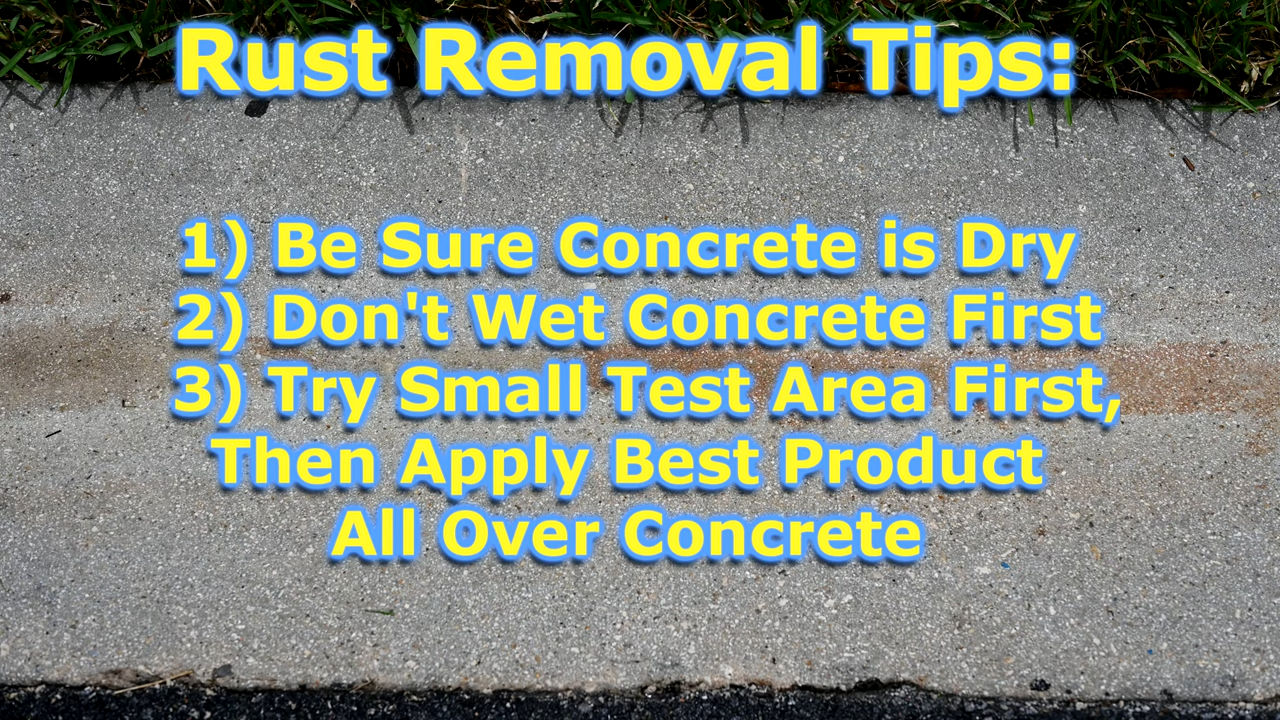 Rust Removal Tips:
1) Be Sure Concrete is Dry
2) Don't Wet Concrete First
3) Try Small Test Area First,
Then Apply Best Product
All Over Concrete